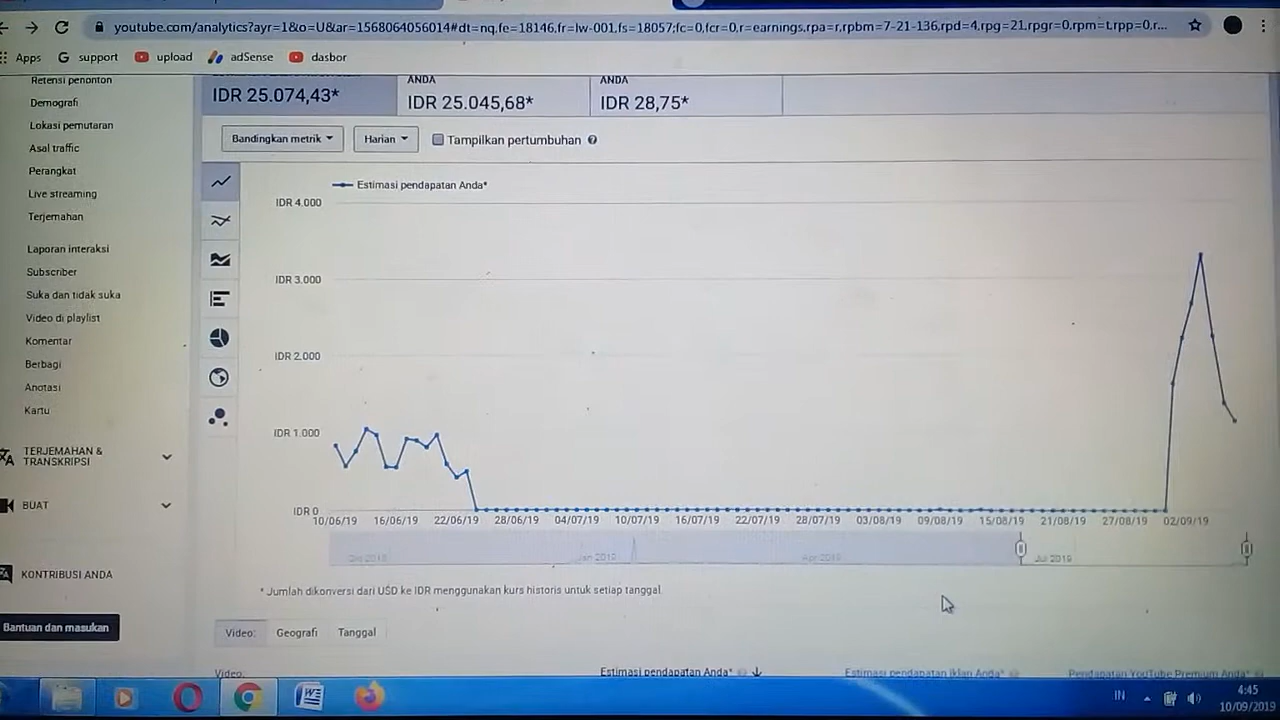 youtube.com/analytics?ayr=1&o=U&ar=1568064056014#dt=nq,fe=18146,fr=lw-001,fs=18057;fc=0,fcr=0,r=earnings,rpa=r,rpbm=7-21-136,rpd=4,rpg=21,rpgr=0,rpm=t,rpp=0,r...
Apps G support upload adSense dasbor
Retensi penonton
Demografi
Lokasi pemutaran
Asal traffic
Perangkat
Live streaming
Terjemahan
Laporan interaksi
Subscriber
Suka dan tidak suka
Video di playlist
Komentar
Berbagi
Anotasi
Kartu
TERJEMAHAN &
TRANSKRIPSI
BUAT
KONTRIBUSI ANDA
Bantuan dan masukan
ANDA ANDA
IDR 25.074,43* IDR 25.045,68* IDR 28,75*
Bandingkan metrik Harian Tampilkan pertumbuhan
Estimasi pendapatan Anda*
IDR 4.000
IDR 3.000
IDR 2.000
IDR 1.000
IDR 0
10/06/19 16/06/19 22/06/19 28/06/19 04/07/19 10/07/19 16/07/19 22/07/19 28/07/19 03/08/19 09/08/19 15/08/19 21/08/19 27/08/19 02/09/19
Okt 2018 Jan 2019 Apr 2019 Jul 2019
* Jumlah dikonversi dari USD ke IDR menggunakan kurs historis untuk setiap tanggal.
Video: Geografi Tanggal
Video: Estimasi pendapatan Anda* Estimasi pendapatan iklan Anda* Pendapatan YouTube Premium Anda*
IN 4:45
10/09/2019